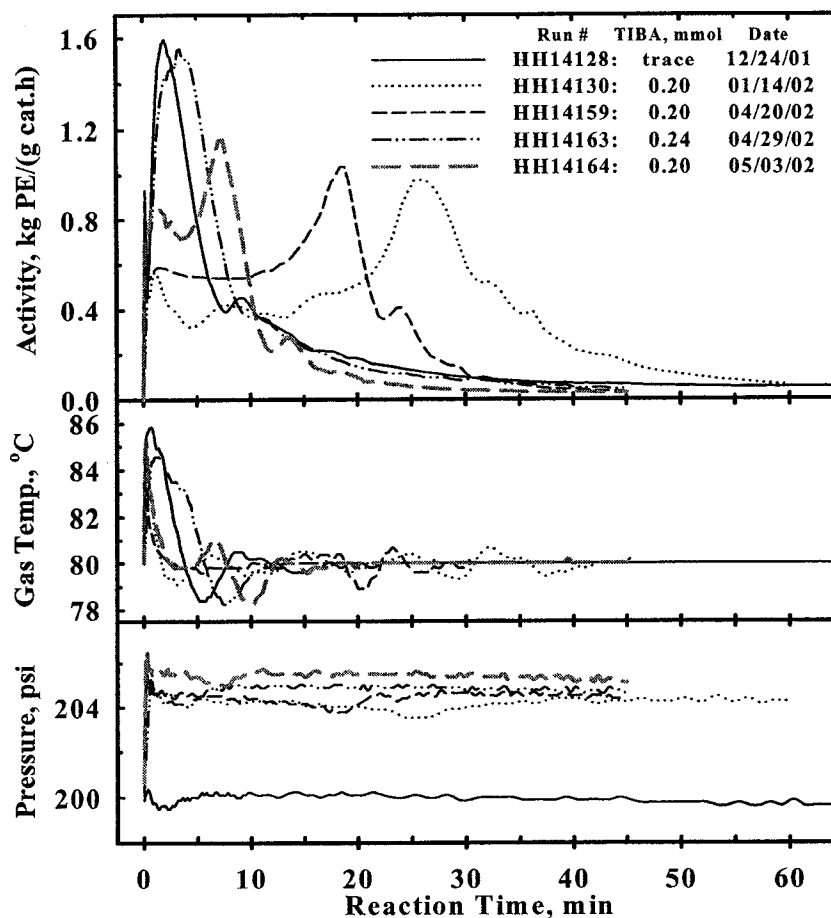 Run # TIBA, mmol Date
HH14128: trace 12/24/01
HH14130: 0.20 01/14/02
HH14159: 0.20 04/20/02
HH14163: 0.24 04/29/02
HH14164: 0.20 05/03/02
Activity, kg PE/(g cat.h)
1.6
1.2
0.8
0.4
0.0
Gas Temp., °C
86
84
80
78
Pressure, psi
204
200
0 10 20 30 40 50 60
Reaction Time, min